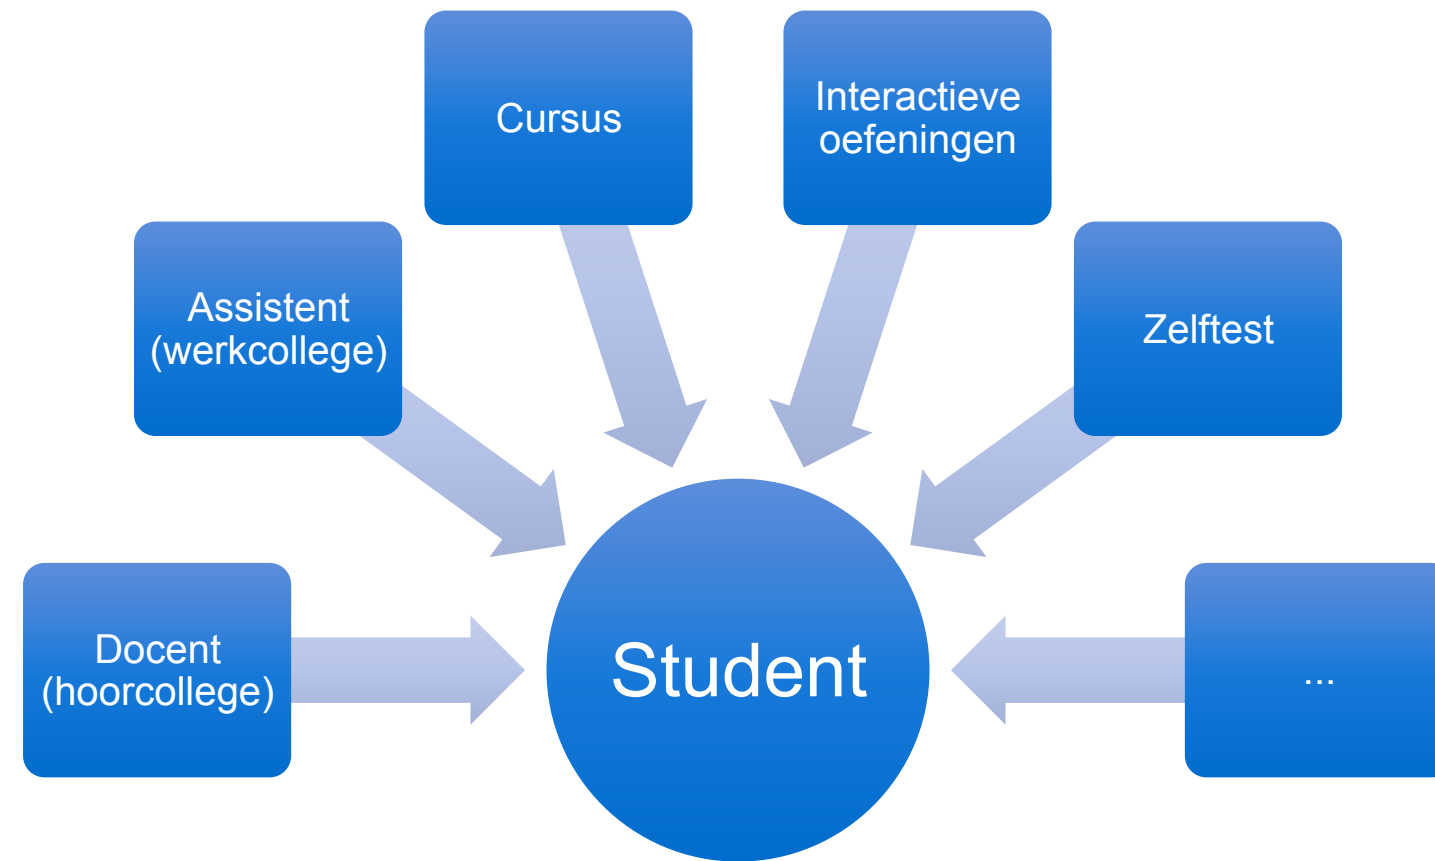 Cursus
Interactieve
oefeningen
Assistent
(werkcollege)
Zelftest
Docent
(hoorcollege)
Student
...